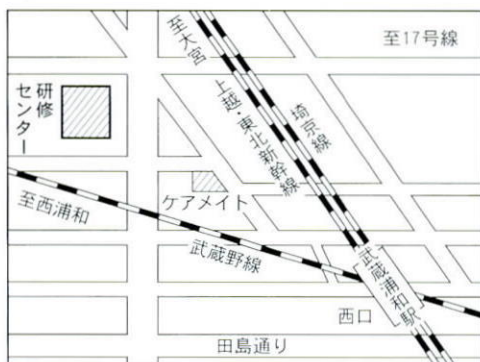 至大宮
至17号線
上越・東北新幹線
埼京線
研修
センター
ケアメイト
至西浦和
武蔵野線
武蔵浦和駅
西口
田島通り